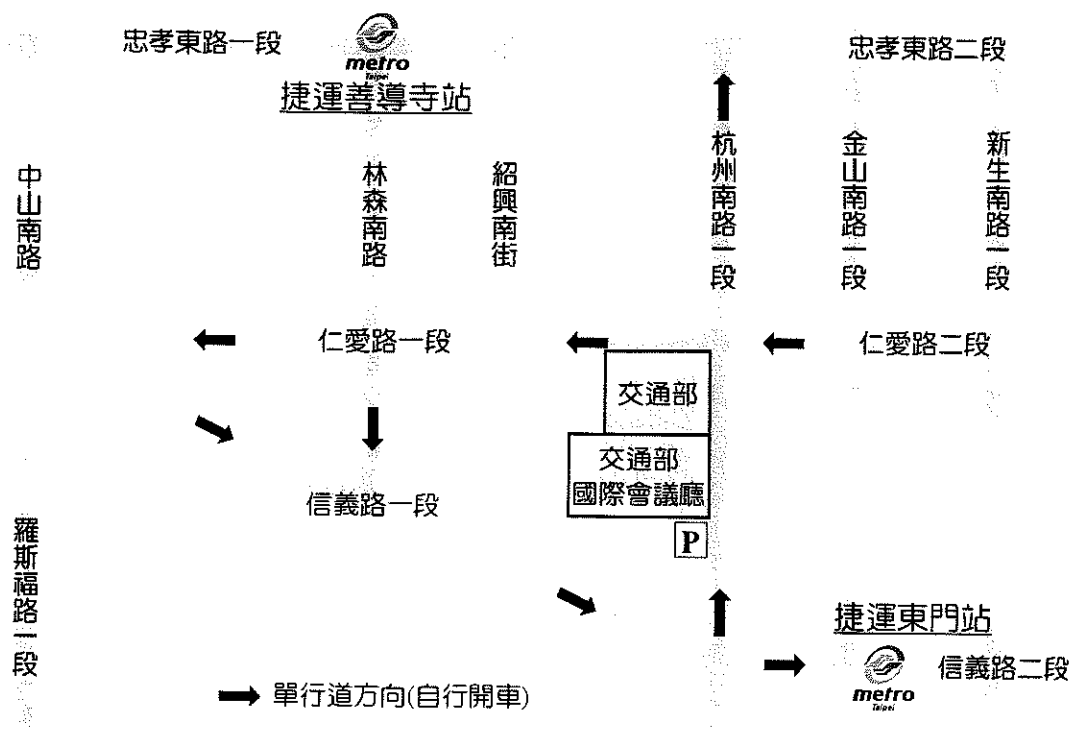 忠孝東路一段
metro
Taipei
捷運善導寺站
忠孝東路二段
中山南路
林森南路
紹興南街
杭州南路一段
金山南路一段
新生南路一段
仁愛路一段
仁愛路二段
交通部
交通部
國際會議廳
P
信義路一段
羅斯福路一段
捷運東門站
metro
Taipei
信義路二段
單行道方向(自行開車)